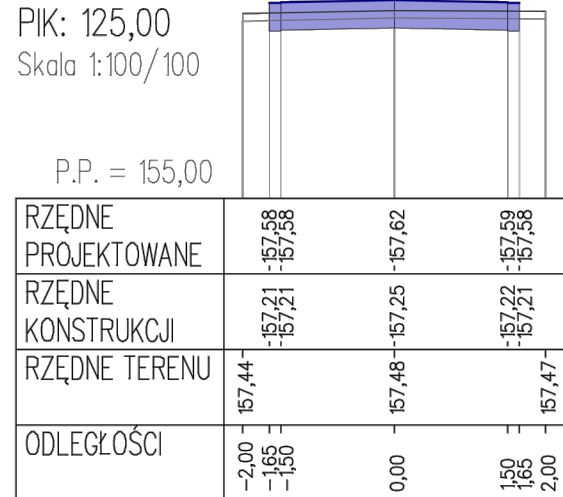 PIK: 125,00
Skala 1:100/100
P.P. = 155,00
RZĘDNE PROJEKTOWANE
157,58 157,58 157,62 157,59 157,58
RZĘDNE KONSTRUKCJI
157,21 157,21 157,25 157,22 157,21
RZĘDNE TERENU
157,44 157,48 157,47
ODLEGŁOŚCI
-2,00 -1,65 -1,50 0,00 1,50 1,65 2,00